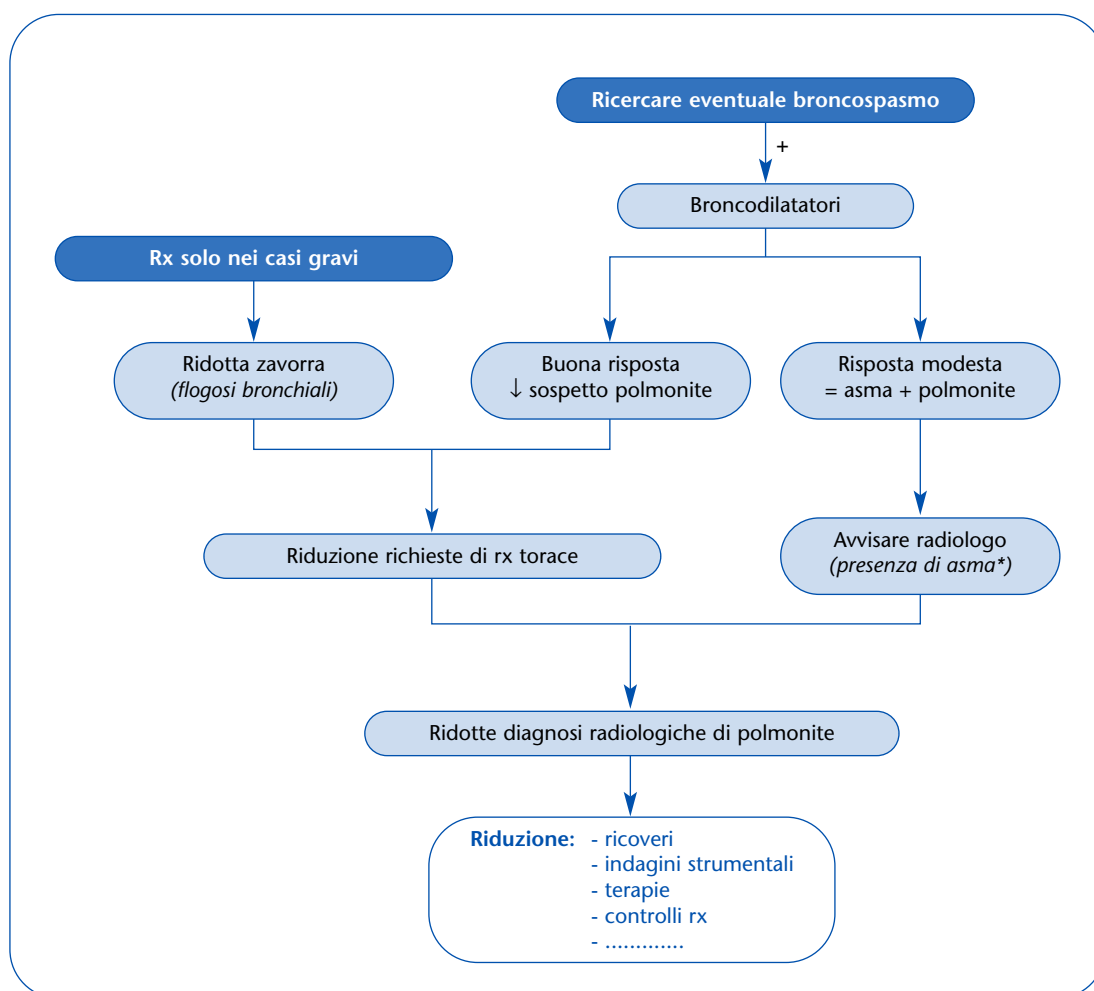 Ricercare eventuale broncospasmo
+
Broncodilatatori
Rx solo nei casi gravi
Ridotta zavorra
(flogosi bronchiali)
Buona risposta
↓ sospetto polmonite
Risposta modesta
= asma + polmonite
Riduzione richieste di rx torace
Avvisare radiologo
(presenza di asma*)
Ridotte diagnosi radiologiche di polmonite
Riduzione: - ricoveri
- indagini strumentali
- terapie
- controlli rx
- .............